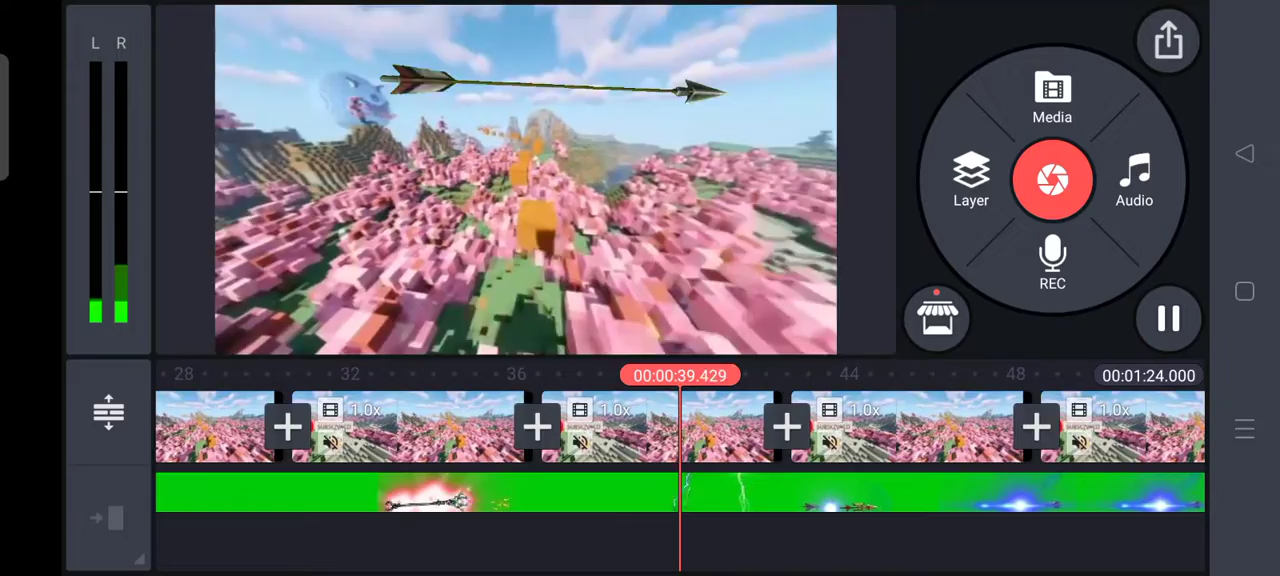 L R
Media
Layer
Audio
REC
28 32 36 00:00:39.429 44 48 00:01:24.000
1.0x 1.0x 1.0x 1.0x